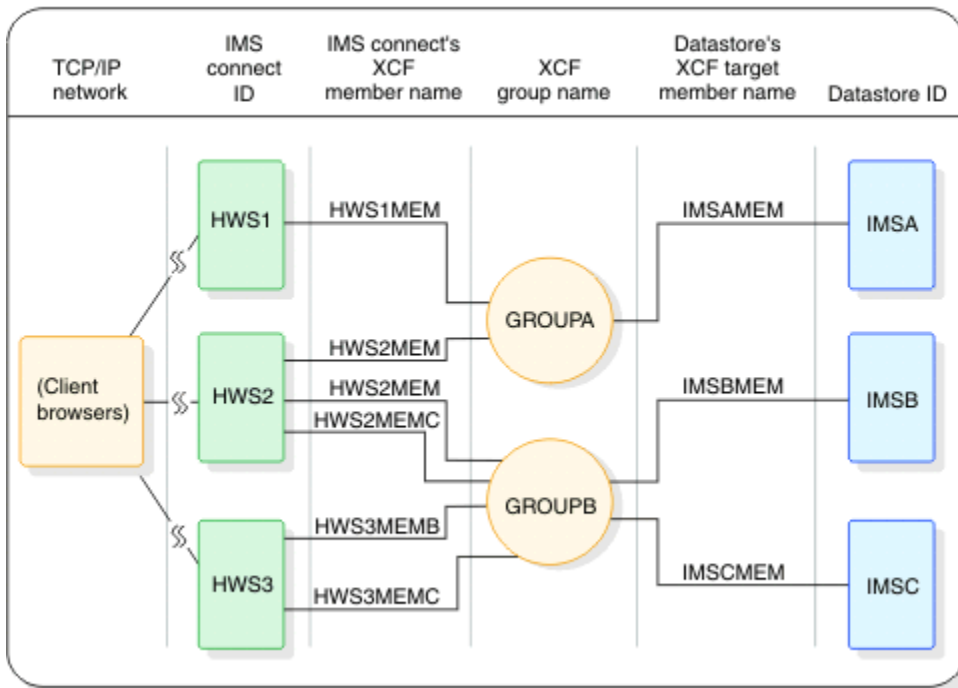 TCP/IP
network
IMS
connect
ID
IMS connect's
XCF
member name
XCF
group name
Datastore's
XCF target
member name
Datastore ID
HWS1
HWS1MEM
IMSAMEM
IMSA
GROUPA
(Client
browsers)
HWS2
HWS2MEM
HWS2MEM
HWS2MEMC
IMSBMEM
IMSB
GROUPB
HWS3
HWS3MEMB
HWS3MEMC
IMSCMEM
IMSC